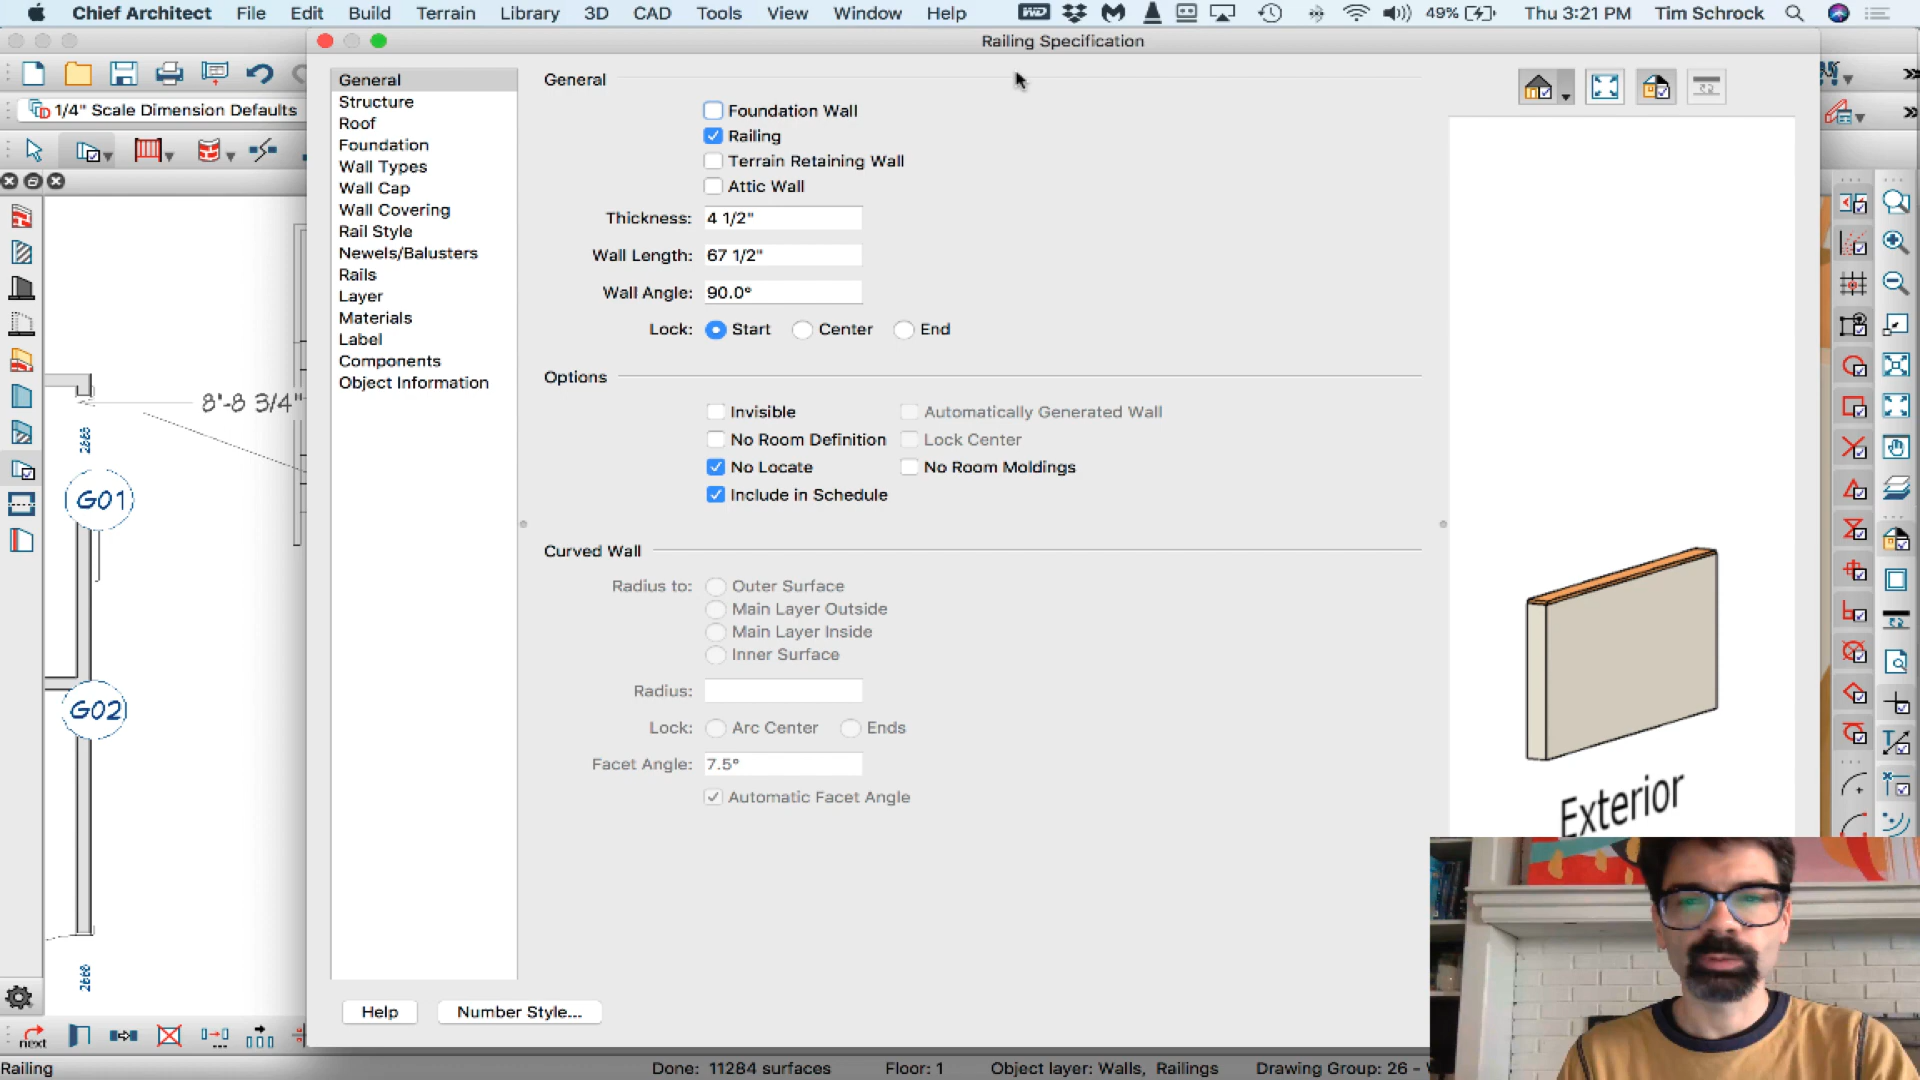 Chief Architect File Edit Build Terrain Library 3D CAD Tools View Window Help 49% Thu 3:21 PM Tim Schrock
Railing Specification
1/4" Scale Dimension Defaults
General
Structure
Roof
Foundation
Wall Types
Wall Cap
Wall Covering
Rail Style
Newels/Balusters
Rails
Layer
Materials
Label
Components
Object Information
General
Foundation Wall
Railing
Terrain Retaining Wall
Attic Wall
Thickness: 4 1/2"
Wall Length: 67 1/2"
Wall Angle: 90.0°
Lock: Start Center End
Options
Invisible Automatically Generated Wall
No Room Definition Lock Center
No Locate No Room Moldings
Include in Schedule
Curved Wall
Radius to: Outer Surface
Main Layer Outside
Main Layer Inside
Inner Surface
Radius:
Lock: Arc Center Ends
Facet Angle: 7.5°
Automatic Facet Angle
Exterior
8'-8 3/4"
2668
G01
G02
2668
Help Number Style...
next
Railing Done: 11284 surfaces Floor: 1 Object layer: Walls, Railings Drawing Group: 26 -